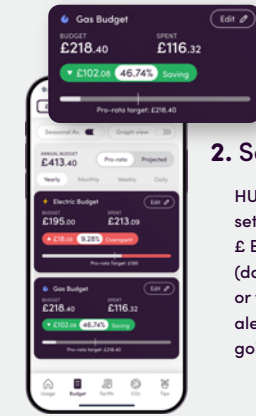 Gas Budget
Edit
BUDGET
SPENT
£218.40
£116.32
▼ £102.08 46.74% Saving
Pro-rata target: £218.40
Seasonal Au
Graph view
ANNUAL BUDGET
£413.40
Pro-rata
Projected
Yearly
Monthly
Weekly
Daily
Electric Budget
Edit
BUDGET
SPENT
£195.00
£213.09
▲ £18.09 9.28% Overspent
Pro-rata Target: £195
Gas Budget
Edit
BUDGET
SPENT
£218.40
£116.32
▼ £102.08 46.74% Saving
Pro-rata target: £218.40
Usage
Budget
Tariffs
CO₂
Tips
2. S
HU
set
£ E
(da
or
ale
goi